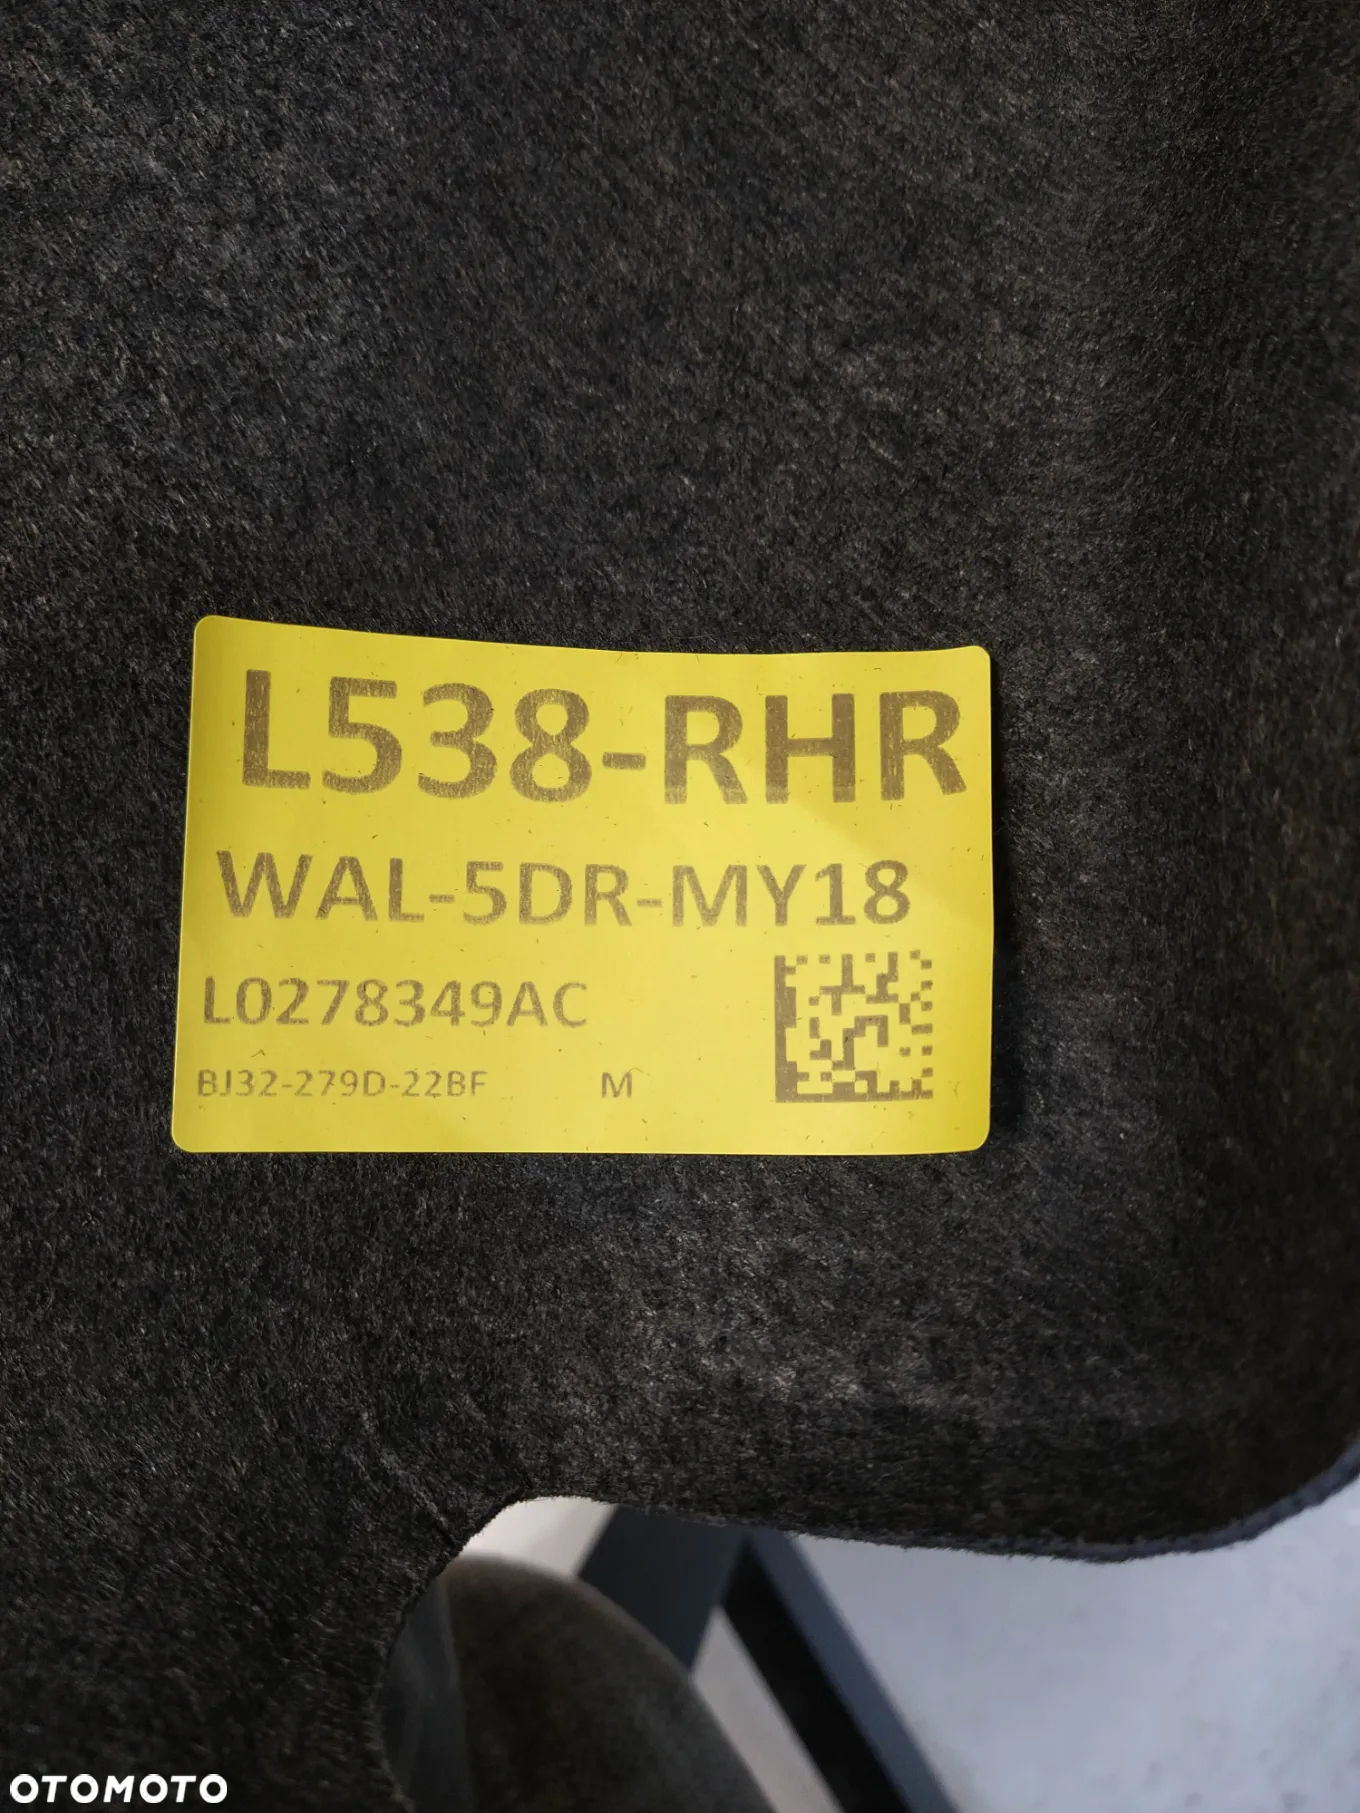 L538-RHR
WAL-5DR-MY18
L0278349AC
BJ32-279D-22BF M
OTOMOTO